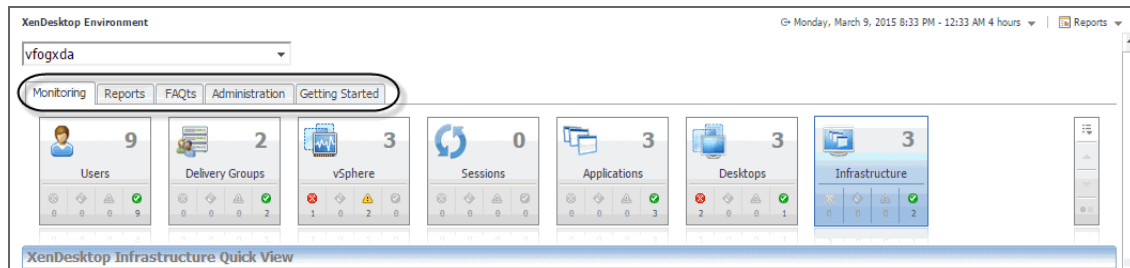 XenDesktop Environment
Monday, March 9, 2015 8:33 PM - 12:33 AM 4 hours
Reports
vfogxda
Monitoring
Reports
FAQts
Administration
Getting Started
9
2
3
0
3
3
3
Users
Delivery Groups
vSphere
Sessions
Applications
Desktops
Infrastructure
0 0 0 9
0 0 0 2
1 0 2 0
0 0 0 0
0 0 0 3
2 0 0 1
0 0 0 2
XenDesktop Infrastructure Quick View